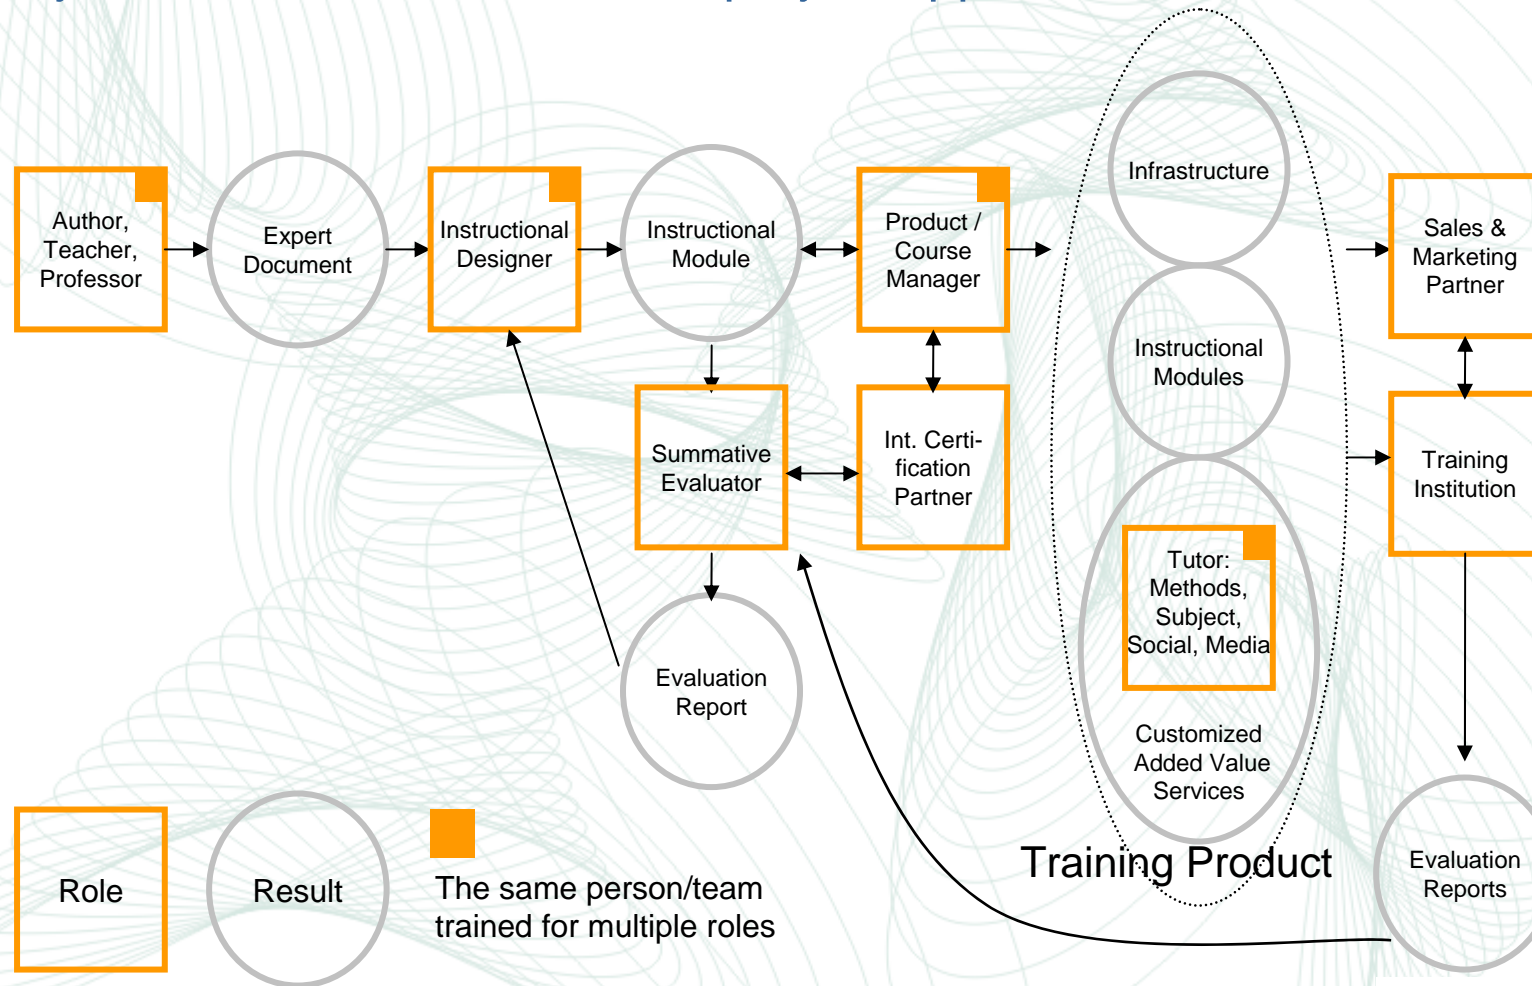 Author,
Teacher,
Professor
Expert
Document
Instructional
Designer
Instructional
Module
Product /
Course
Manager
Infrastructure
Sales &
Marketing
Partner
Instructional
Modules
Summative
Evaluator
Int. Certi-
fication
Partner
Training
Institution
Tutor:
Methods,
Subject,
Social, Media
Evaluation
Report
Customized
Added Value
Services
Training Product
Evaluation
Reports
Role
Result
The same person/team
trained for multiple roles